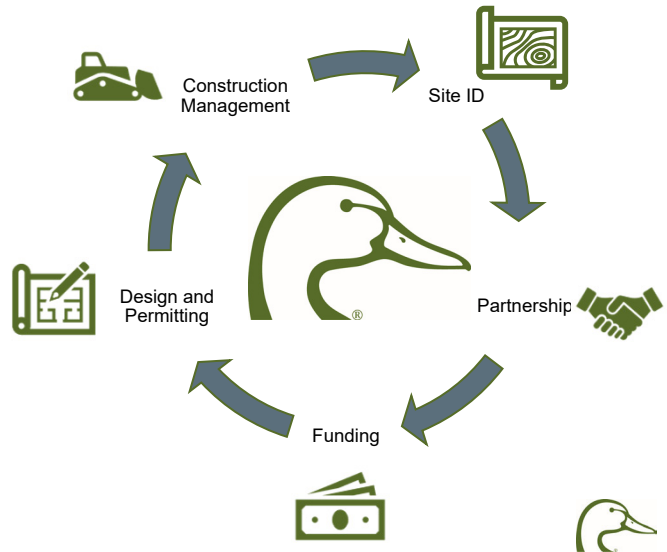 Construction
Management
Site ID
Partnership
Design and
Permitting
Funding
®